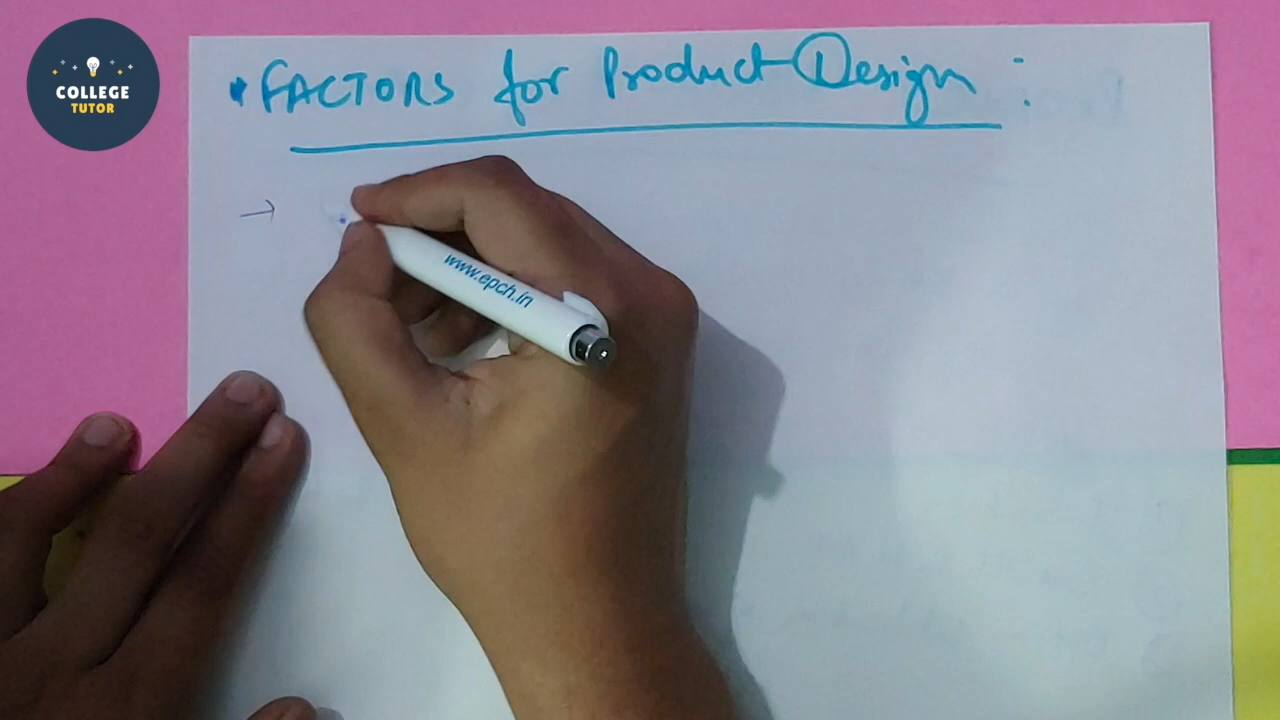 COLLEGE
TUTOR
• FACTORS for Product Design :
→
www.epch.in